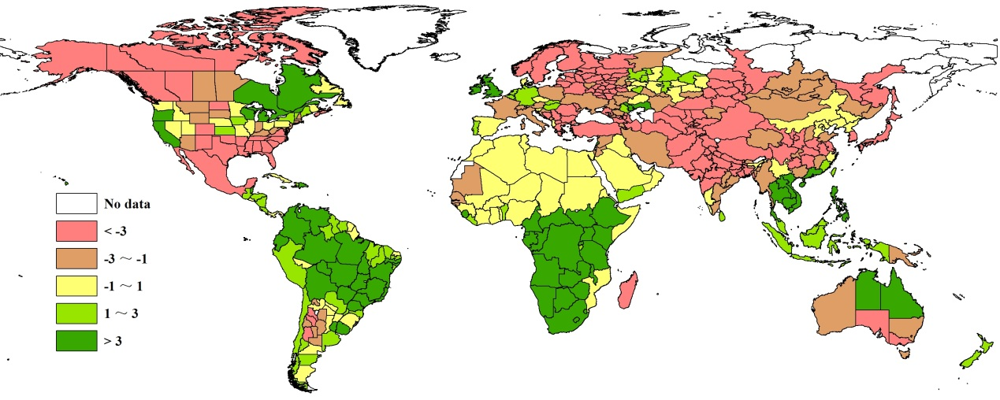 No data
< -3
-3 ~ -1
-1 ~ 1
1 ~ 3
> 3